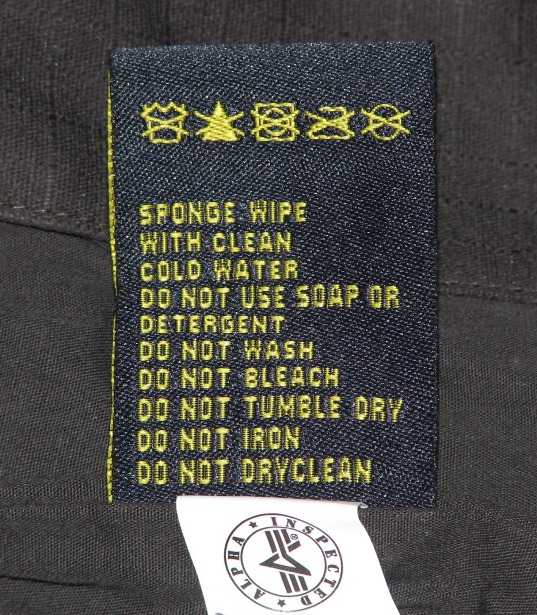 SPONGE WIPE
WITH CLEAN
COLD WATER
DO NOT USE SOAP OR
DETERGENT
DO NOT WASH
DO NOT BLEACH
DO NOT TUMBLE DRY
DO NOT IRON
DO NOT DRYCLEAN
ALPHA ★ INSPECTED ★
®